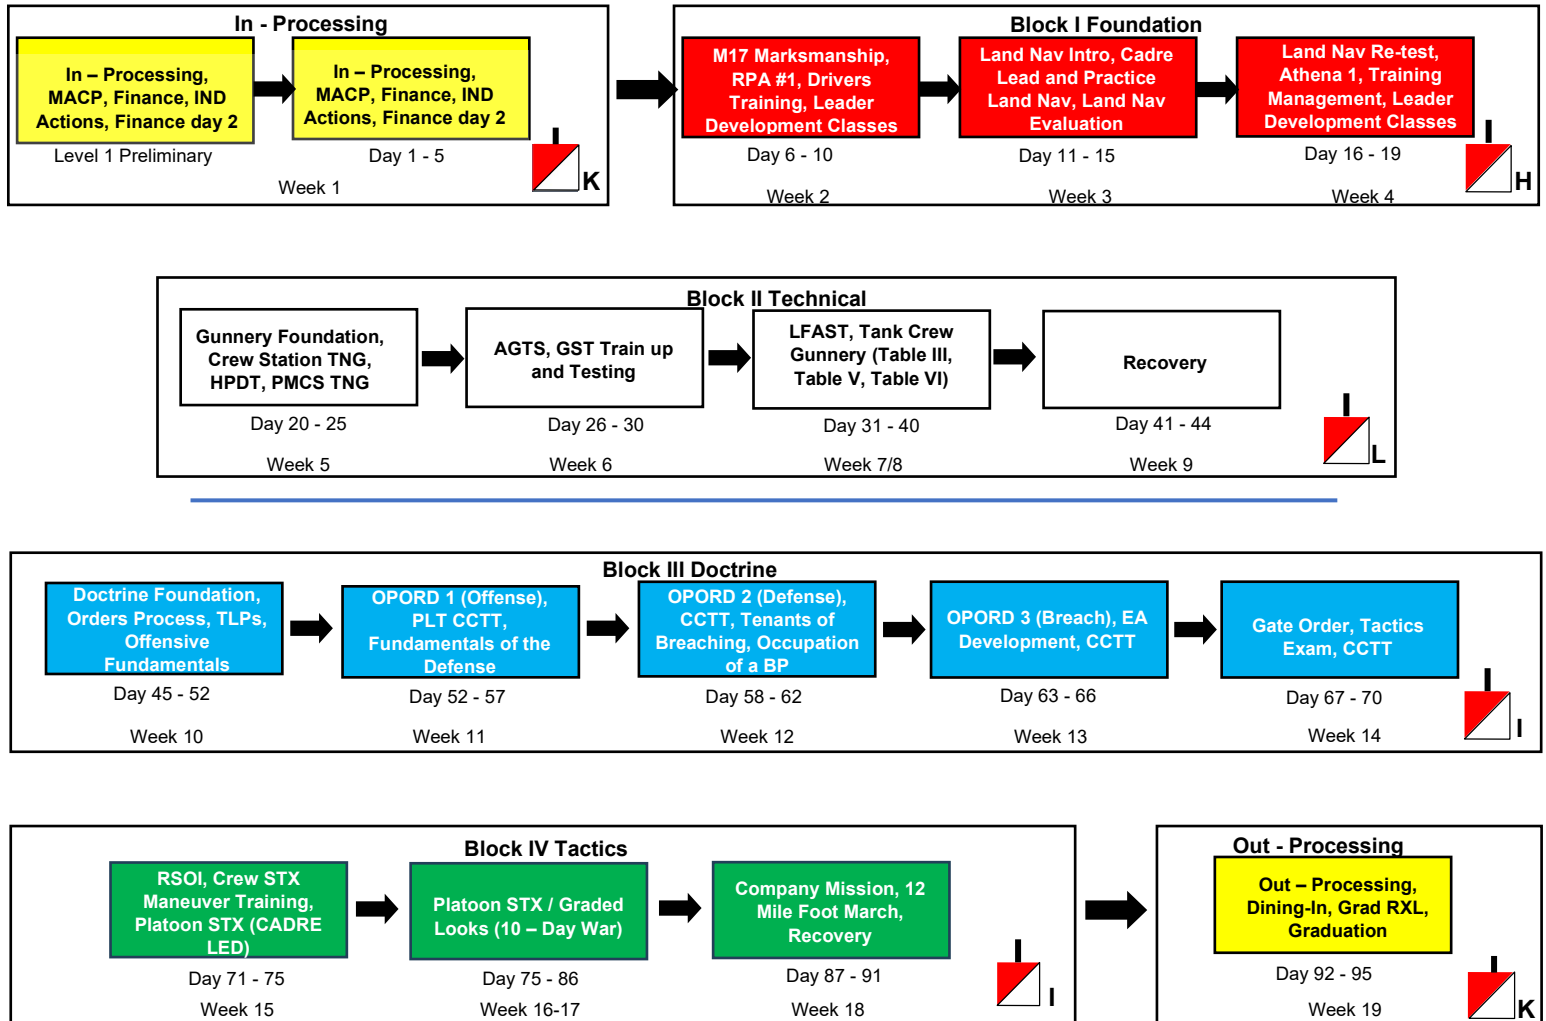 In - Processing
In – Processing,
MACP, Finance, IND
Actions, Finance day 2
Level 1 Preliminary
In – Processing,
MACP, Finance, IND
Actions, Finance day 2
Day 1 - 5
Week 1
I
K
Block I Foundation
M17 Marksmanship,
RPA #1, Drivers
Training, Leader
Development Classes
Day 6 - 10
Week 2
Land Nav Intro, Cadre
Lead and Practice
Land Nav, Land Nav
Evaluation
Day 11 - 15
Week 3
Land Nav Re-test,
Athena 1, Training
Management, Leader
Development Classes
Day 16 - 19
Week 4
I
H
Block II Technical
Gunnery Foundation,
Crew Station TNG,
HPDT, PMCS TNG
Day 20 - 25
Week 5
AGTS, GST Train up
and Testing
Day 26 - 30
Week 6
LFAST, Tank Crew
Gunnery (Table III,
Table V, Table VI)
Day 31 - 40
Week 7/8
Recovery
Day 41 - 44
Week 9
I
L
Block III Doctrine
Doctrine Foundation,
Orders Process, TLPs,
Offensive
Fundamentals
Day 45 - 52
Week 10
OPORD 1 (Offense),
PLT CCTT,
Fundamentals of the
Defense
Day 52 - 57
Week 11
OPORD 2 (Defense),
CCTT, Tenants of
Breaching, Occupation
of a BP
Day 58 - 62
Week 12
OPORD 3 (Breach), EA
Development, CCTT
Day 63 - 66
Week 13
Gate Order, Tactics
Exam, CCTT
Day 67 - 70
Week 14
I
I
Block IV Tactics
RSOI, Crew STX
Maneuver Training,
Platoon STX (CADRE
LED)
Day 71 - 75
Week 15
Platoon STX / Graded
Looks (10 – Day War)
Day 75 - 86
Week 16-17
Company Mission, 12
Mile Foot March,
Recovery
Day 87 - 91
Week 18
I
I
Out - Processing
Out – Processing,
Dining-In, Grad RXL,
Graduation
Day 92 - 95
Week 19
I
K